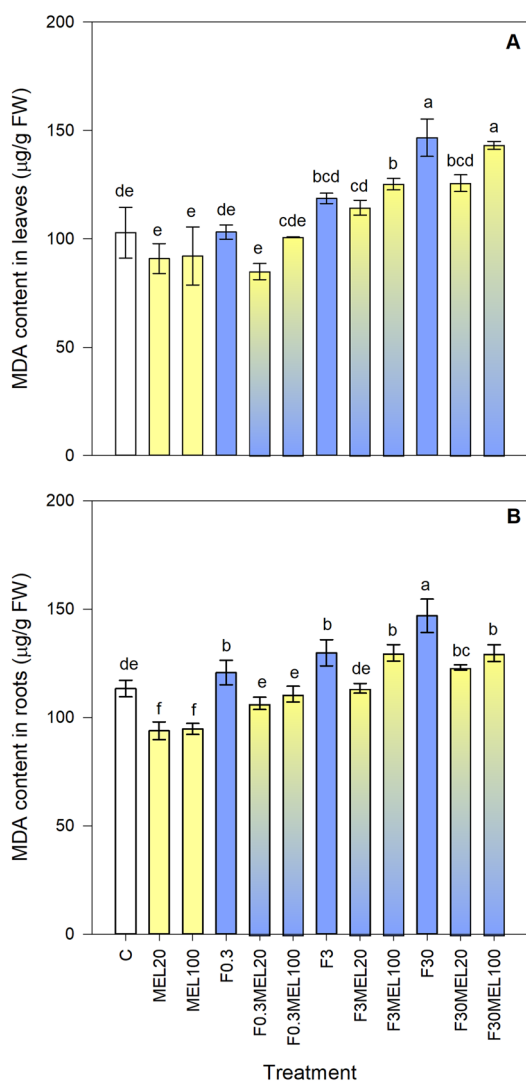 A
MDA content in leaves (μg/g FW)
200
150
100
50
0
de
e
e
de
e
cde
bcd
cd
b
a
bcd
a
B
MDA content in roots (μg/g FW)
200
150
100
50
0
de
f
f
b
e
e
b
de
b
a
bc
b
C
MEL20
MEL100
F0.3
F0.3MEL20
F0.3MEL100
F3
F3MEL20
F3MEL100
F30
F30MEL20
F30MEL100
Treatment